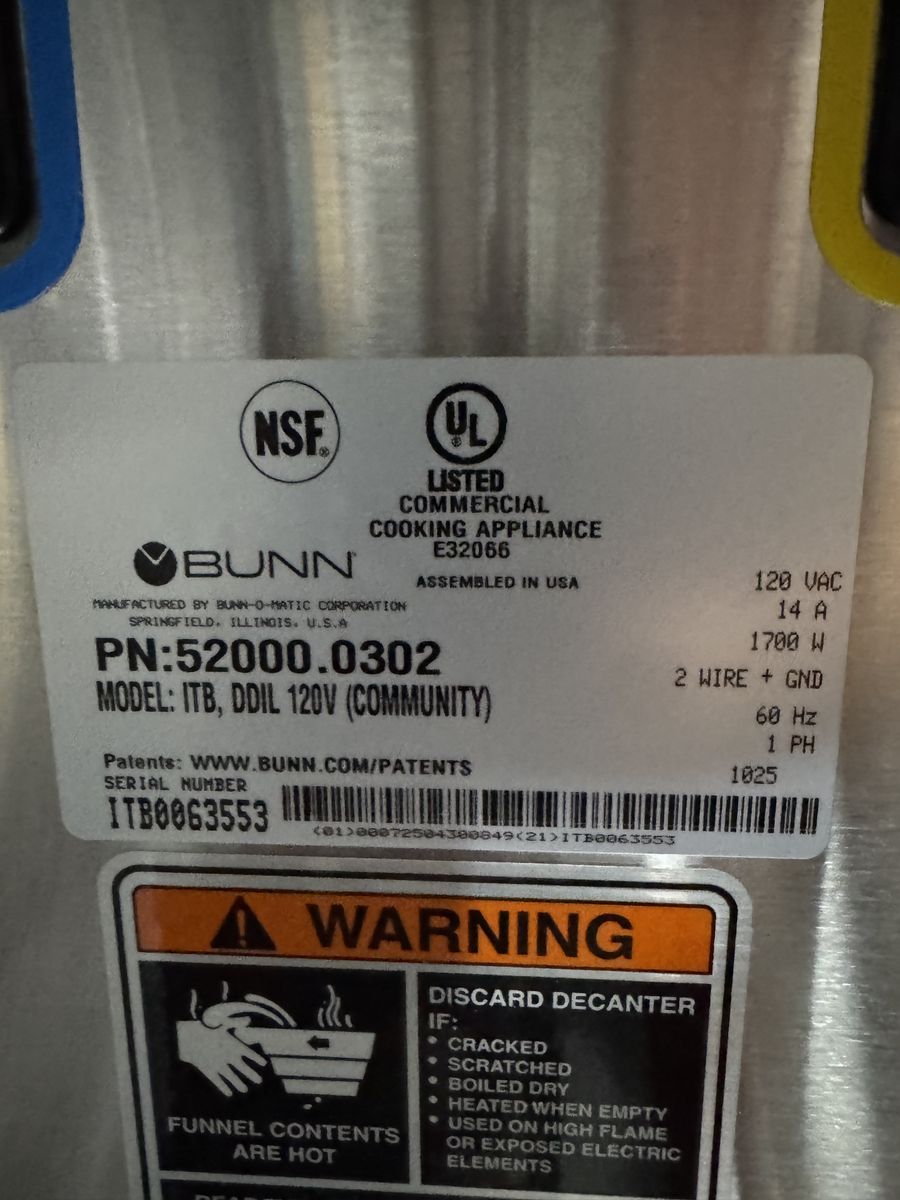 NSF®
UL®
LISTED
COMMERCIAL
COOKING APPLIANCE
E32066
BUNN®
ASSEMBLED IN USA
MANUFACTURED BY BUNN-O-MATIC CORPORATION
SPRINGFIELD, ILLINOIS, U.S.A
PN:52000.0302
MODEL: ITB, DDIL 120V (COMMUNITY)
120 VAC
14 A
1700 W
2 WIRE + GND
60 Hz
1 PH
1025
Patents: WWW.BUNN.COM/PATENTS
SERIAL NUMBER
ITB0063553
(01)00072504300849(21)ITB0063553
WARNING
FUNNEL CONTENTS
ARE HOT
DISCARD DECANTER
IF:
• CRACKED
• SCRATCHED
• BOILED DRY
• HEATED WHEN EMPTY
• USED ON HIGH FLAME
OR EXPOSED ELECTRIC
ELEMENTS